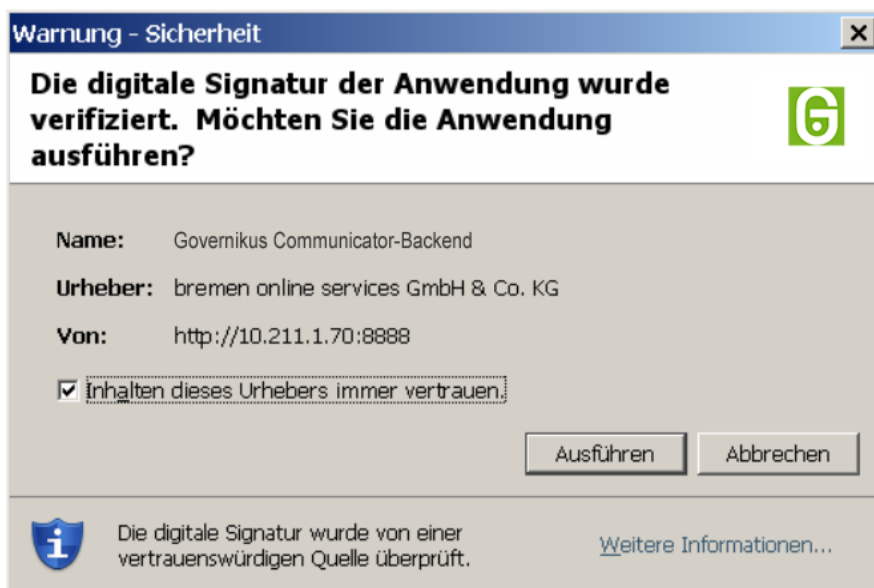 Warnung - Sicherheit
Die digitale Signatur der Anwendung wurde
verifiziert. Möchten Sie die Anwendung
ausführen?
G
Name: Governikus Communicator-Backend
Urheber: bremen online services GmbH & Co. KG
Von: http://10.211.1.70:8888
Inhalten dieses Urhebers immer vertrauen.
Ausführen Abbrechen
Die digitale Signatur wurde von einer
vertrauenswürdigen Quelle überprüft.
Weitere Informationen...